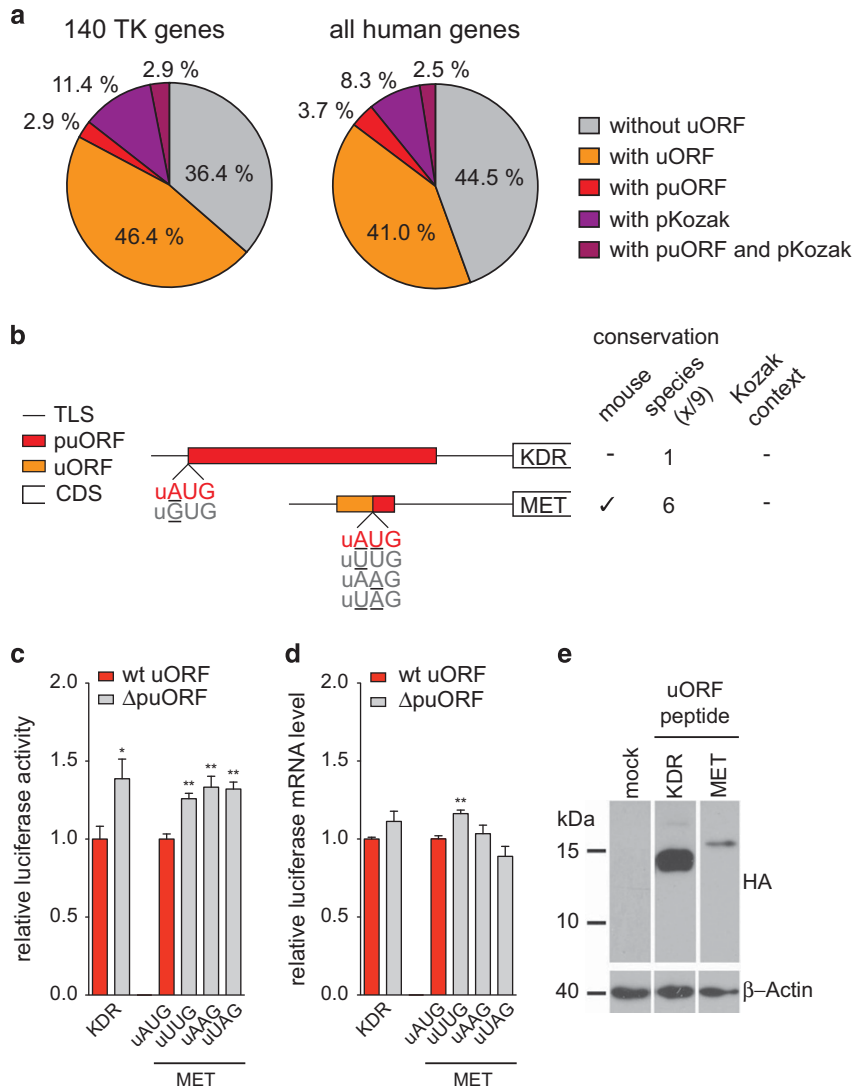 a
140 TK genes
all human genes
2.9 %
11.4 %
2.9 %
36.4 %
46.4 %
2.5 %
8.3 %
3.7 %
44.5 %
41.0 %
without uORF
with uORF
with puORF
with pKozak
with puORF and pKozak
b
conservation
mouse
species (x/9)
Kozak context
TLS
puORF
uORF
CDS
KDR
- 1 -
uAUG
uGUG
MET
✓ 6 -
uAUG
uUUG
uAAG
uUAG
c
wt uORF
ΔpuORF
relative luciferase activity
2.0
1.5
1.0
0.5
0.0
*
** ** **
KDR
uAUG
uUUG
uAAG
uUAG
MET
d
wt uORF
ΔpuORF
relative luciferase mRNA level
2.0
1.5
1.0
0.5
0.0
**
KDR
uAUG
uUUG
uAAG
uUAG
MET
e
uORF
peptide
mock
KDR
MET
kDa
15
10
40
HA
β–Actin